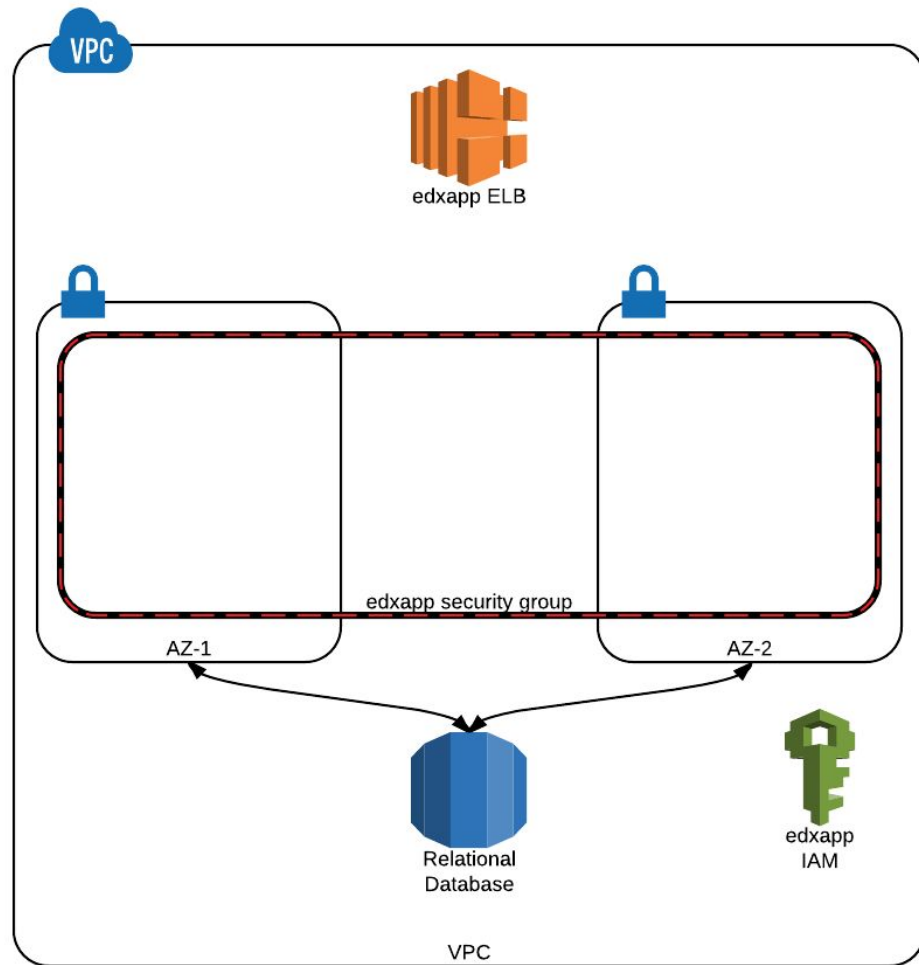 VPC
edxapp ELB
edxapp security group
AZ-1
AZ-2
Relational
Database
edxapp
IAM
VPC